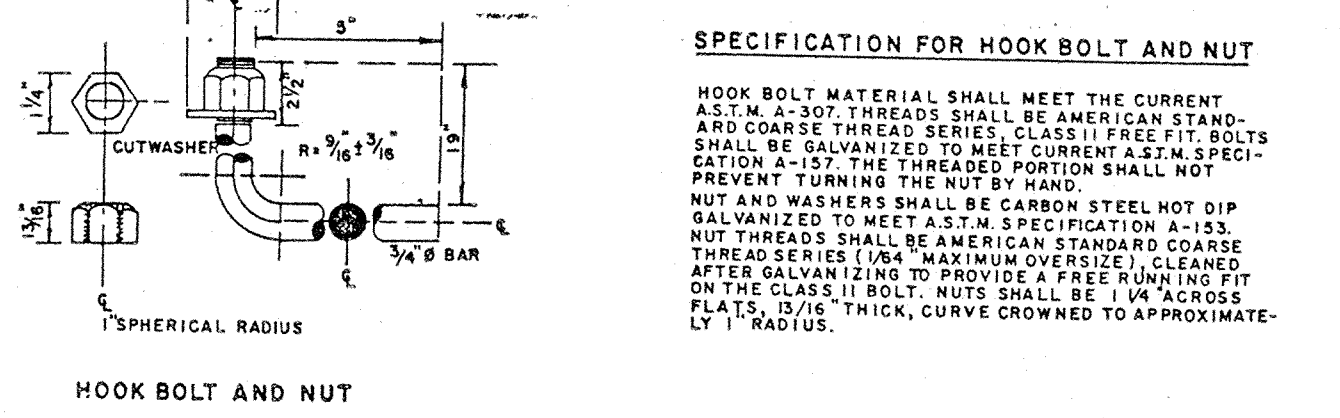 5"
1 1/4"
2 1/2"
CUTWASHER
R = 9/16" ± 3/16"
19"
13/16"
3/4" Ø BAR
℄
℄
℄
1" SPHERICAL RADIUS
HOOK BOLT AND NUT
SPECIFICATION FOR HOOK BOLT AND NUT
HOOK BOLT MATERIAL SHALL MEET THE CURRENT
A.S.T.M. A-307. THREADS SHALL BE AMERICAN STAND-
ARD COARSE THREAD SERIES, CLASS II FREE FIT. BOLTS
SHALL BE GALVANIZED TO MEET CURRENT A.S.T.M. SPECI-
CATION A-157. THE THREADED PORTION SHALL NOT
PREVENT TURNING THE NUT BY HAND.
NUT AND WASHERS SHALL BE CARBON STEEL HOT DIP
GALVANIZED TO MEET A.S.T.M. SPECIFICATION A-153.
NUT THREADS SHALL BE AMERICAN STANDARD COARSE
THREAD SERIES (1/64" MAXIMUM OVERSIZE), CLEANED
AFTER GALVANIZING TO PROVIDE A FREE RUNNING FIT
ON THE CLASS II BOLT. NUTS SHALL BE 1 1/4" ACROSS
FLATS, 13/16" THICK, CURVE CROWNED TO APPROXIMATE-
LY 1" RADIUS.